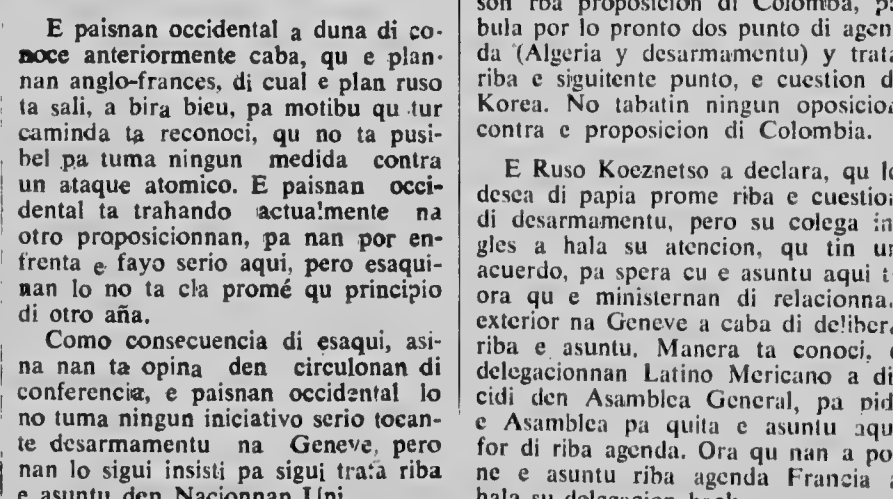 E paisnan occidental a duna di co-
noce anteriormente caba, qu e plan-
nan anglo-frances, di cual e plan ruso
ta sali, a bira bieu, pa motibu qu tur
caminda ta reconoci, qu no ta pusi-
bel pa tuma ningun medida contra
un ataque atomico. E paisnan occi-
dental ta trahando actualmente na
otro proposicionnan, pa nan por en-
frenta e fayo serio aqui, pero esaqui-
nan lo no ta cla promé qu principio
di otro aña.
Como consecuencia di esaqui, asi-
na nan ta opina den circulonan di
conferencia, e paisnan occidental lo
no tuma ningun iniciativo serio tocan-
te desarmamentu na Geneve, pero
nan lo sigui insisti pa sigui trata riba
e asuntu den Nacionnan Uni
son riba proposicion di Colomba,
bula por lo pronto dos punto di agen
da (Algeria y desarmamentu) y trata
riba e siguitente punto, e cuestion
Korea. No tabatin ningun oposicio
contra e proposicion di Colombia.
E Ruso Koeznetso a declara, qu
desea di papia prome riba e cuestio
di desarmamentu, pero su colega in
gles a hala su atencion, qu tin
acuerdo, pa spera cu e asuntu aqui
ora qu e ministernan di relacionna
exterior na Geneve a caba di deliber
riba e asuntu. Manera ta conoci,
delegacionnan Latino Mericano a di
cidi den Asamblea General, pa pid
e Asamblea pa quita e asuntu aqu
for di riba agenda. Ora qu nan a po
ne e asuntu riba agenda Francia
hala su delegacion